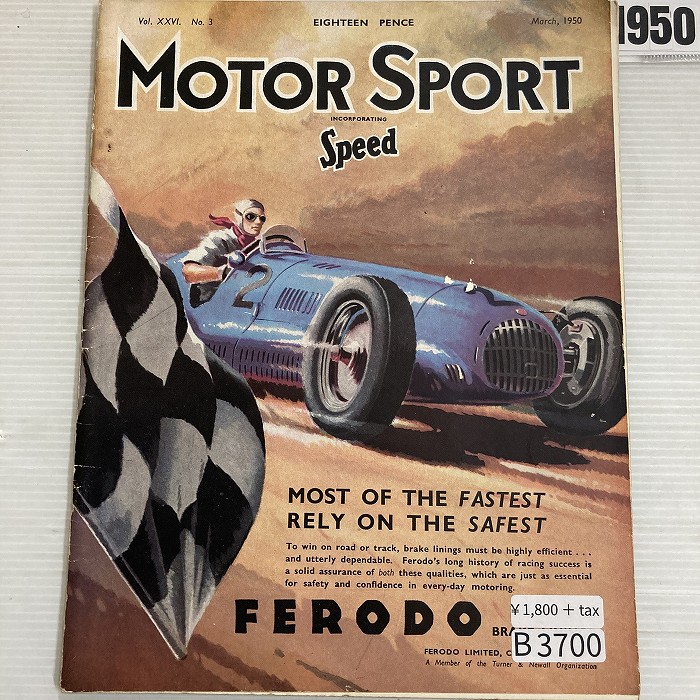 1950
Vol. XXVI. No. 3
EIGHTEEN PENCE
March, 1950
MOTOR SPORT
INCORPORATING
Speed
2
MOST OF THE FASTEST
RELY ON THE SAFEST
To win on road or track, brake linings must be highly efficient . . .
and utterly dependable. Ferodo's long history of racing success is
a solid assurance of both these qualities, which are just as essential
for safety and confidence in every-day motoring.
FERODO
¥1,800 + tax
B3700
FERODO LIMITED,
A Member of the Turner & Newall Organization